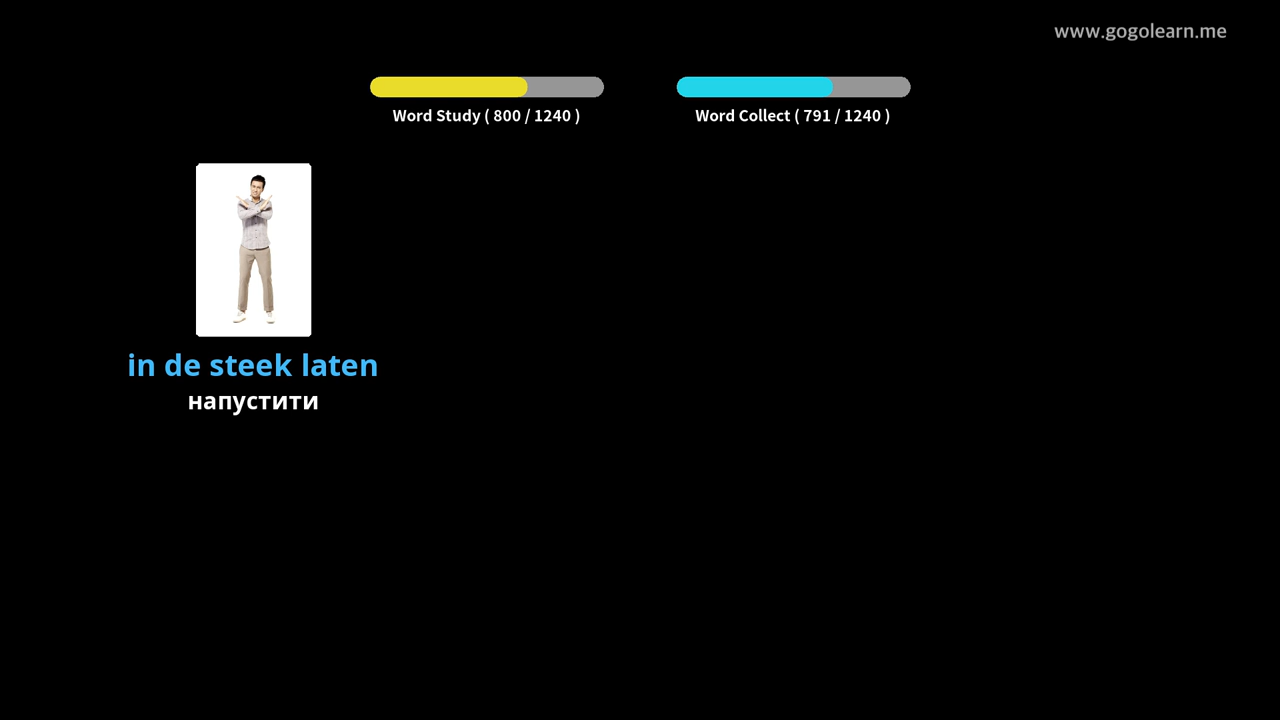 www.gogolearn.me
Word Study ( 800 / 1240 )
Word Collect ( 791 / 1240 )
in de steek laten
напустити